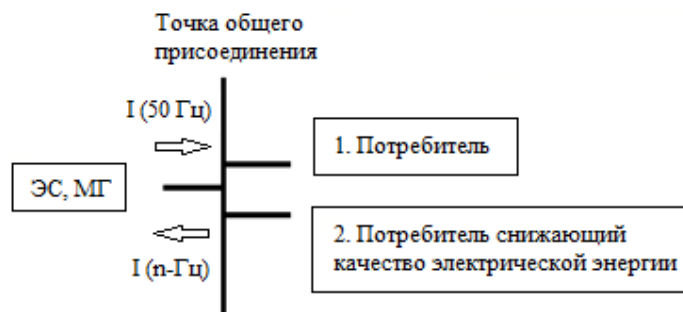 Точка общего
присоединения
I (50 Гц)
1. Потребитель
ЭС, МГ
2. Потребитель снижающий
качество электрической энергии
I (n-Гц)